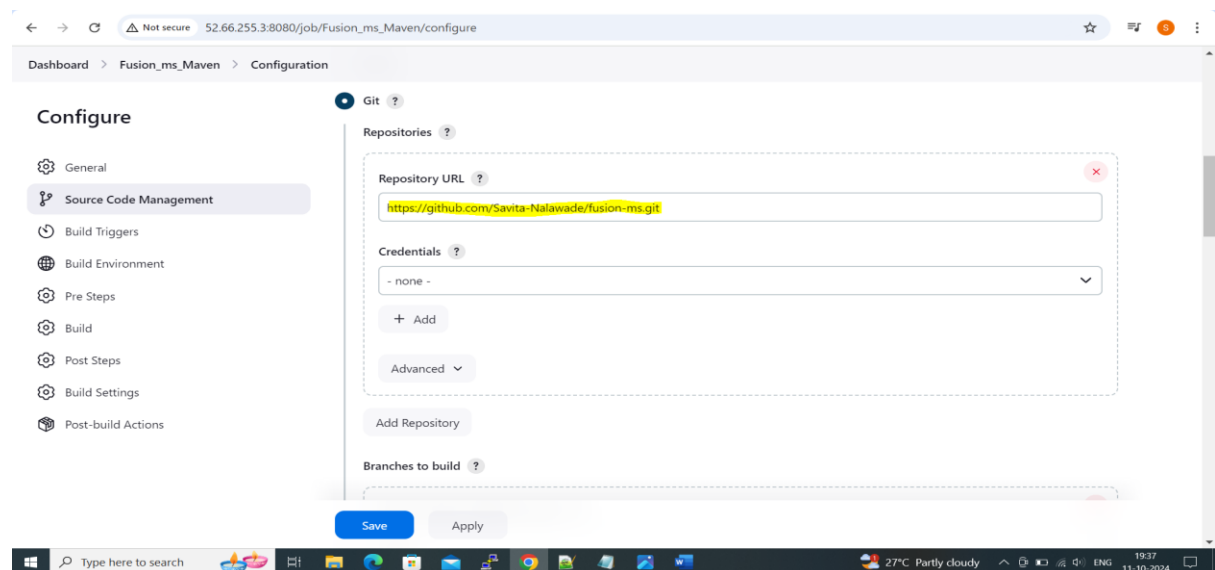 Not secure 52.66.255.3:8080/job/Fusion_ms_Maven/configure S
Dashboard > Fusion_ms_Maven > Configuration
Configure
General
Source Code Management
Build Triggers
Build Environment
Pre Steps
Build
Post Steps
Build Settings
Post-build Actions
Git ?
Repositories ?
Repository URL ?
https://github.com/Savita-Nalawade/fusion-ms.git
Credentials ?
- none -
+ Add
Advanced
Add Repository
Branches to build ?
Save Apply
Type here to search 27°C Partly cloudy ENG 19:37
11-10-2024